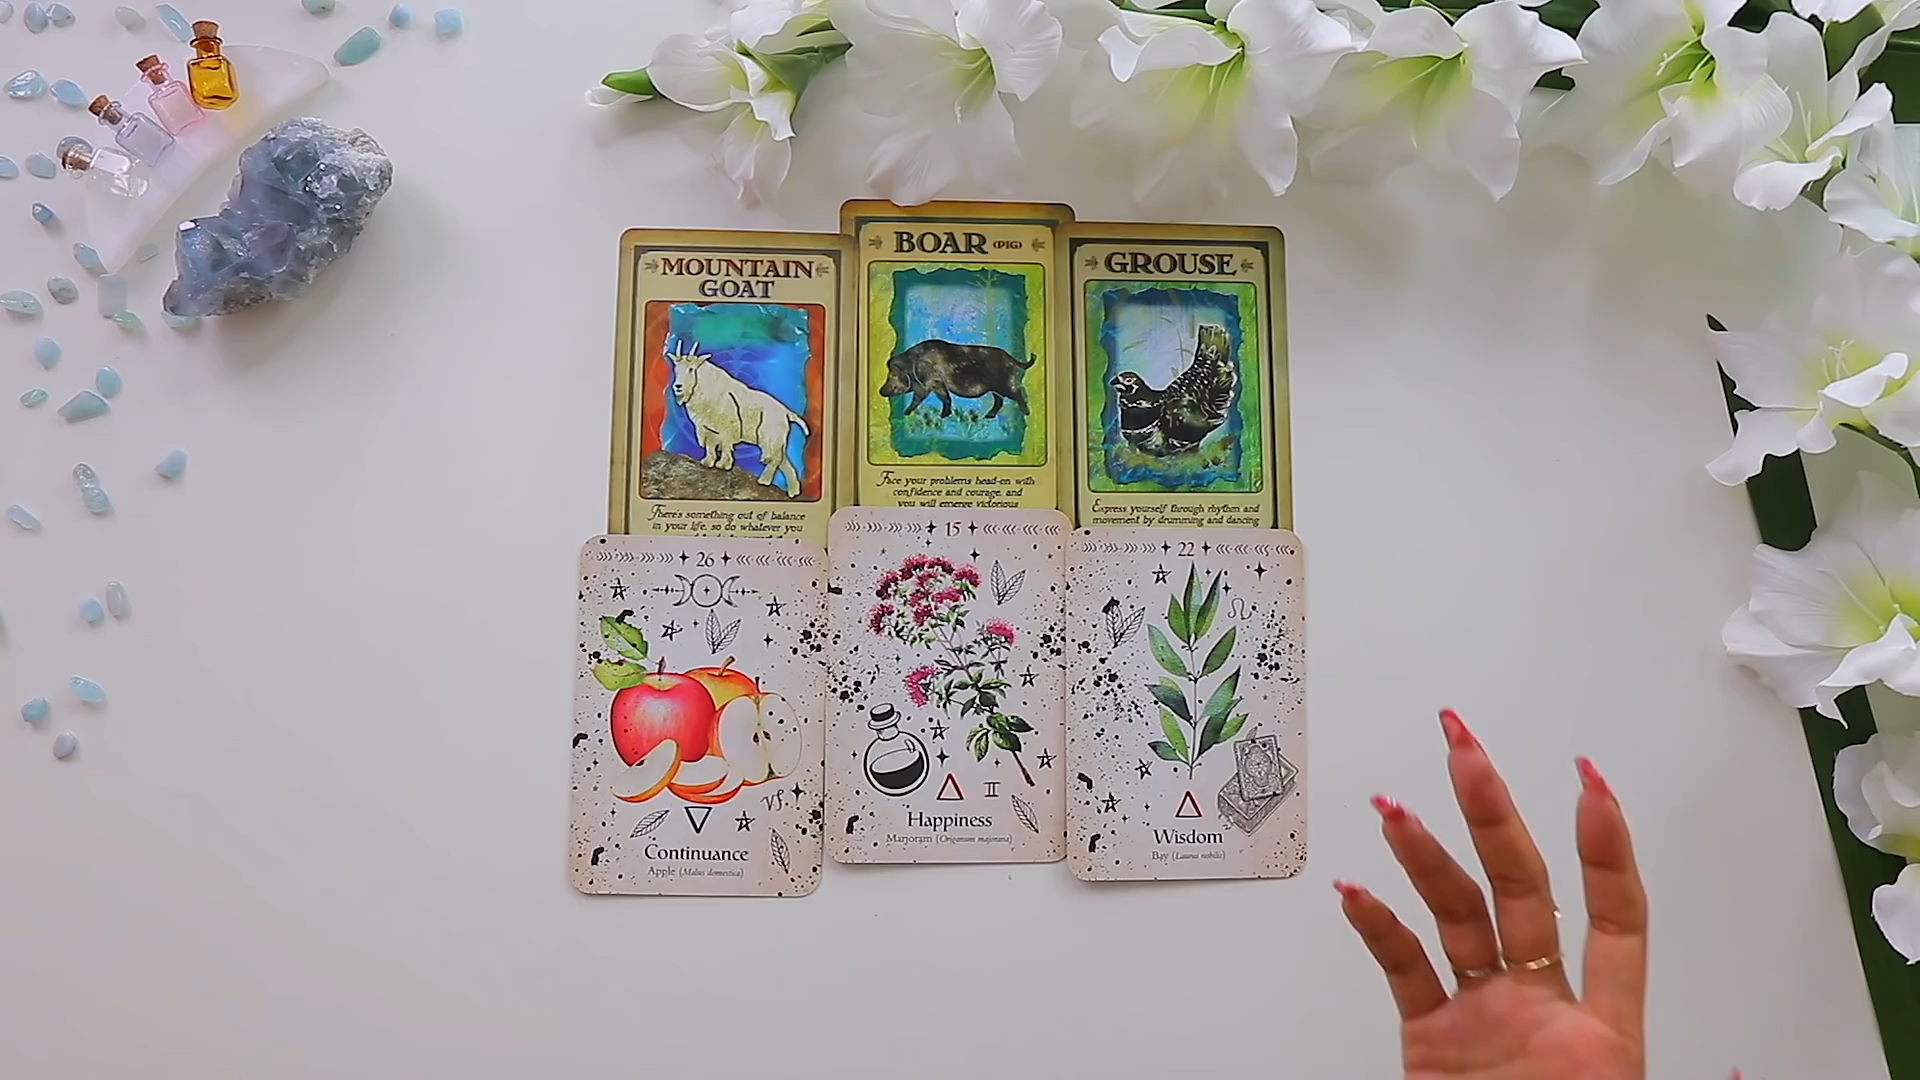 MOUNTAIN
GOAT
There's something out of balance
in your life, so do whatever you
BOAR (PIG)
Face your problems head-on with
confidence and courage, and
you will emerge victorious
GROUSE
Express yourself through rhythm and
movement by drumming and dancing
26
Continuance
Apple (Malus domestica)
15
Happiness
Marjoram (Origanum majorana)
22
Wisdom
Bay (Laurus nobilis)